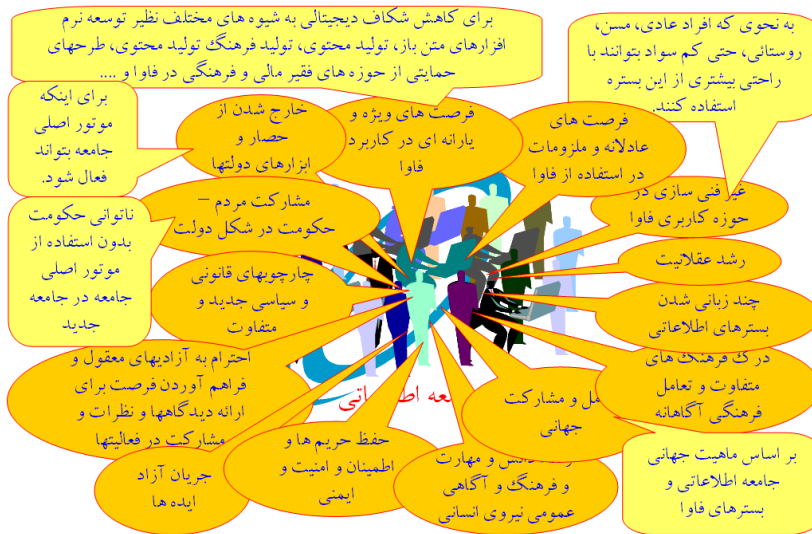 برای کاهش شکاف دیجیتالی به شیوه های مختلف نظیر توسعه نرم
افزارهای متن باز، تولید محتوی، تولید فرهنگ تولید محتوی، طرحهای
حمایتی از حوزه های فقیر مالی و فرهنگی در فاوا و ....
به نحوی که افراد عادی، مسن،
روستائی، حتی کم سواد بتوانند با
راحتی بیشتری از این بستره
استفاده کنند.
برای اینکه
موتور اصلی
جامعه بتواند
فعال شود.
خارج شدن از
حصار و
ابزارهای دولتها
فرصت های ویژه و
یارانه ای در کاربرد
فاوا
فرصت های
عادلانه و ملزومات
در استفاده از فاوا
غیر فنی سازی در
حوزه کاربری فاوا
مشارکت مردم –
حکومت در شکل دولت
ناتوانی حکومت
بدون استفاده از
موتور اصلی
جامعه در جامعه
جدید
رشد عقلانیت
چارچوبهای قانونی
و سیاسی جدید و
متفاوت
چند زبانی شدن
بسترهای اطلاعاتی
احترام به آزادیهای معقول و
فراهم آوردن فرصت برای
ارائه دیدگاهها و نظرات و
مشارکت در فعالیتها
درک فرهنگ های
متفاوت و تعامل
فرهنگی آگاهانه
و مشارکت
جهانی
حفظ حریم ها و
اطمینان و امنیت و
ایمنی
دانش و مهارت
و فرهنگ و آگاهی
عمومی نیروی انسانی
بر اساس ماهیت جهانی
جامعه اطلاعاتی و
بسترهای فاوا
جریان آزاد
ایده ها